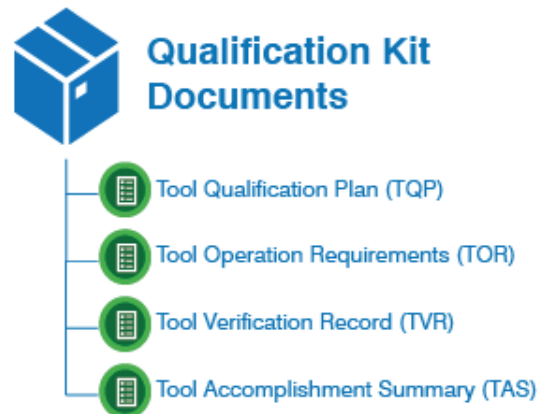 Qualification Kit
Documents
Tool Qualification Plan (TQP)
Tool Operation Requirements (TOR)
Tool Verification Record (TVR)
Tool Accomplishment Summary (TAS)